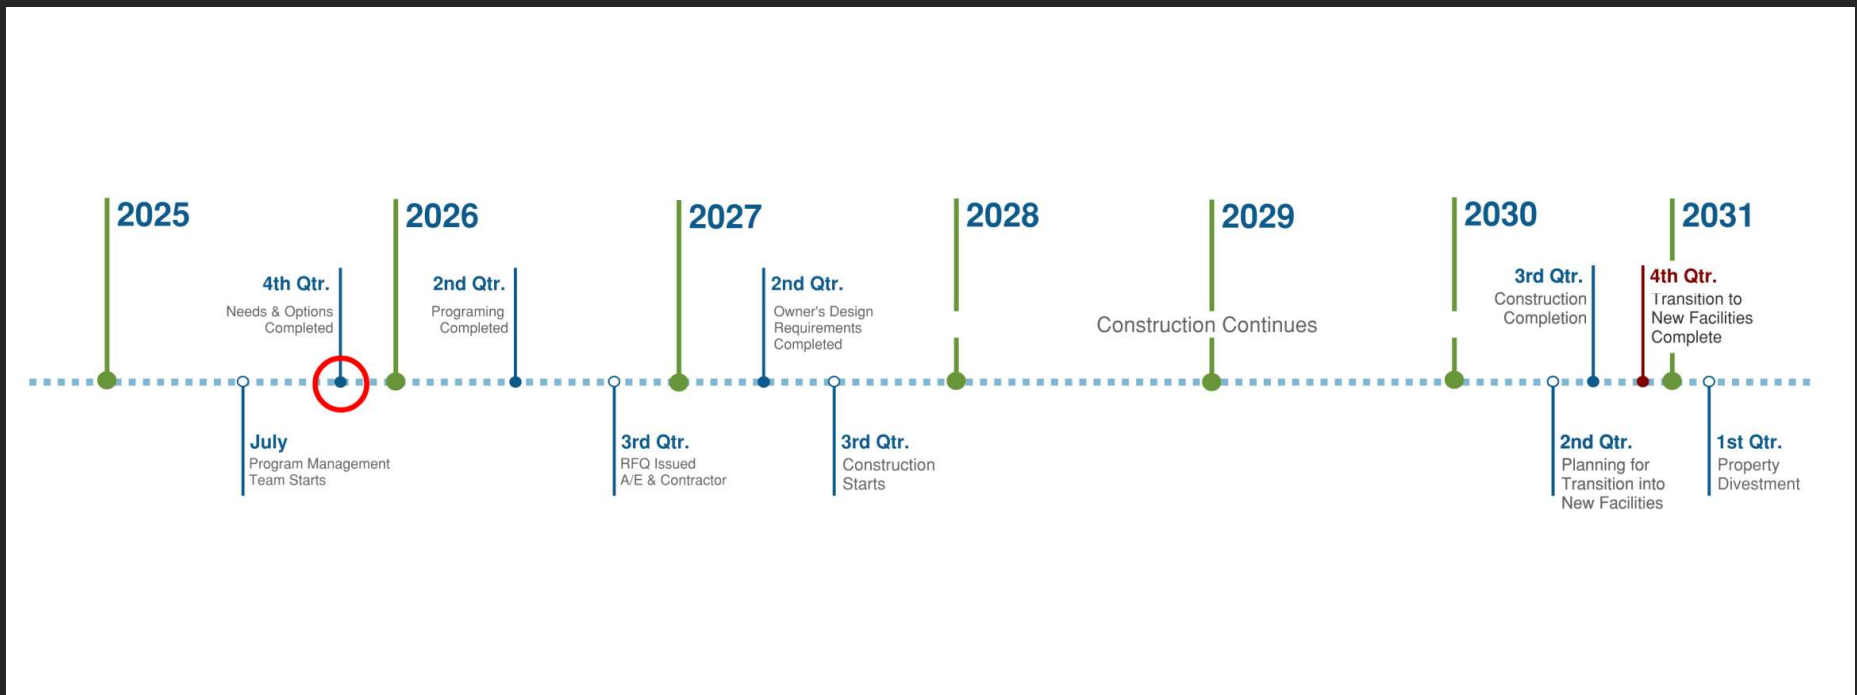 2025
2026
2027
2028
2029
2030
2031
4th Qtr.
Needs & Options
Completed
2nd Qtr.
Programing
Completed
2nd Qtr.
Owner's Design
Requirements
Completed
Construction Continues
3rd Qtr.
Construction
Completion
4th Qtr.
Transition to
New Facilities
Complete
July
Program Management
Team Starts
3rd Qtr.
RFQ Issued
A/E & Contractor
3rd Qtr.
Construction
Starts
2nd Qtr.
Planning for
Transition into
New Facilities
1st Qtr.
Property
Divestment